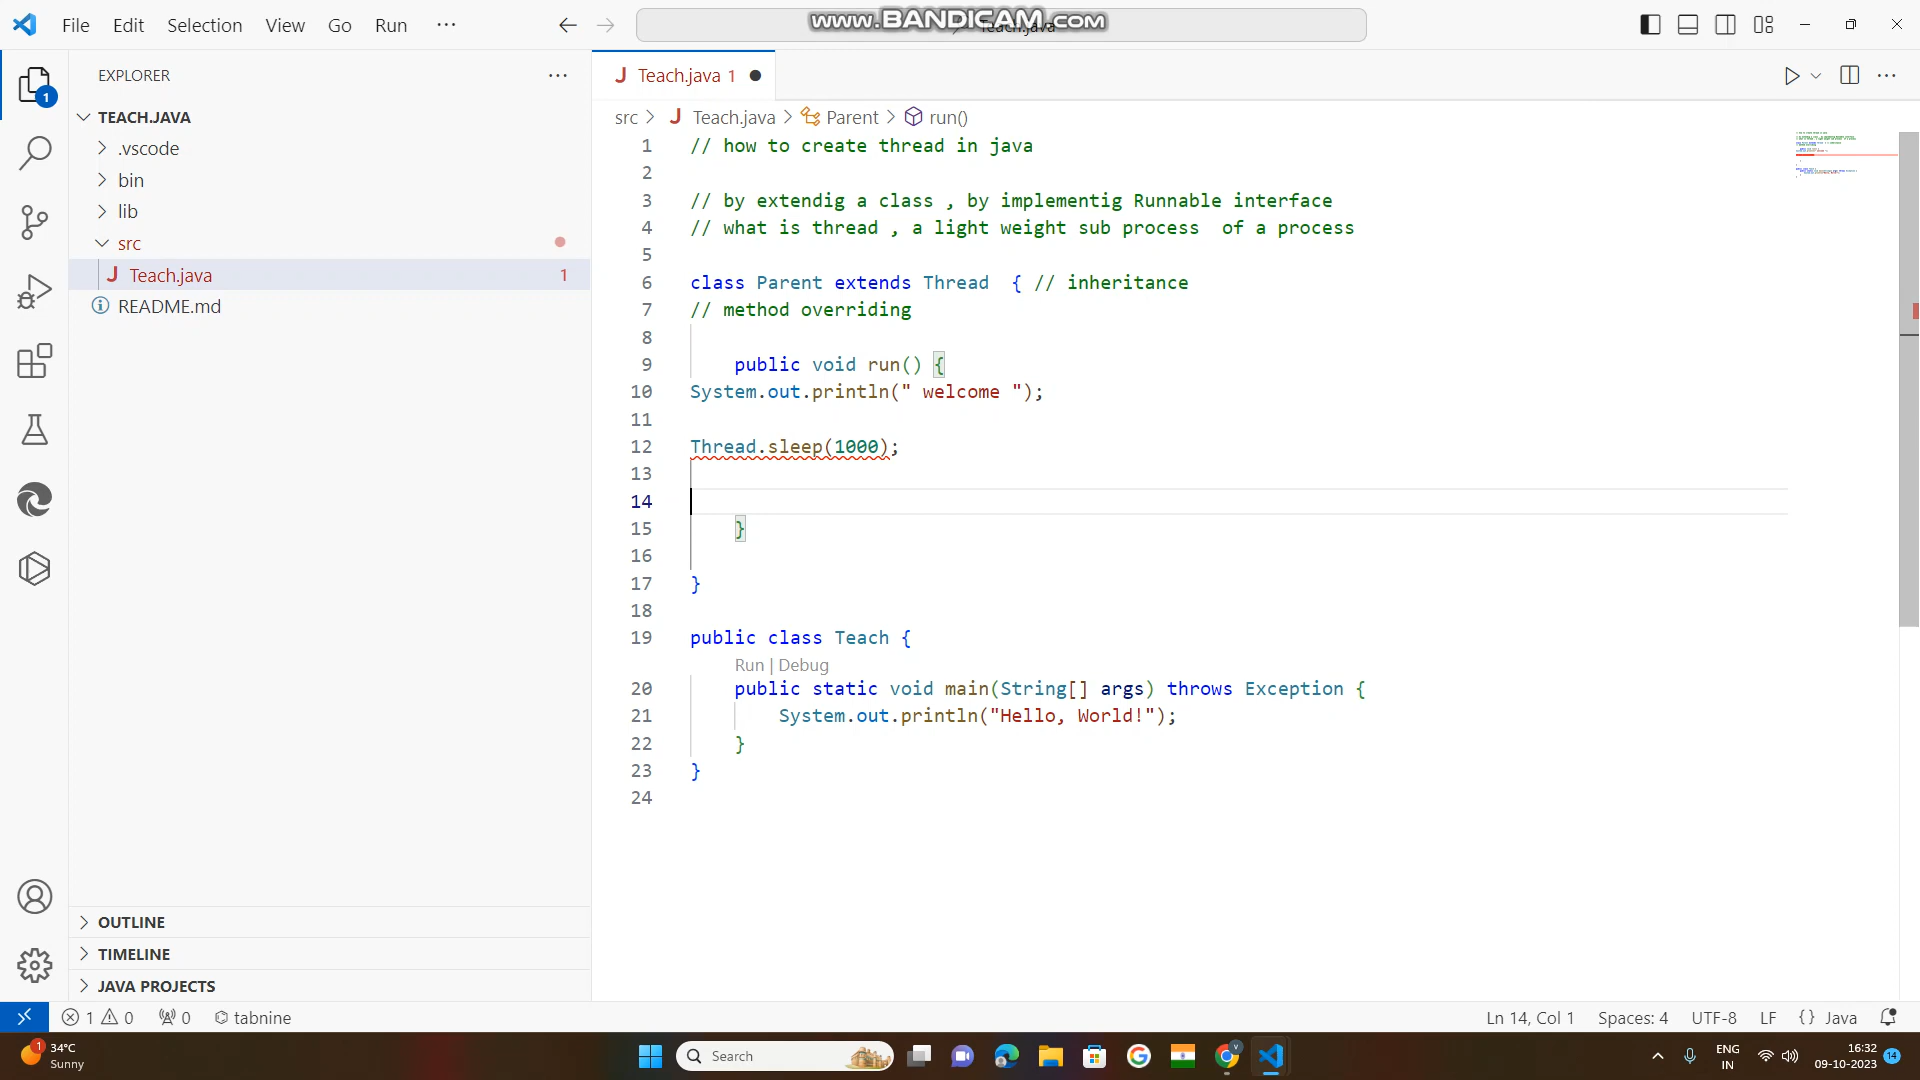 File Edit Selection View Go Run ···
www.BANDICAM.com
Teach.java
EXPLORER
TEACH.JAVA
.vscode
bin
lib
src
Teach.java 1
README.md
OUTLINE
TIMELINE
JAVA PROJECTS
1
Teach.java 1
src > Teach.java > Parent > run()
1 // how to create thread in java
2
3 // by extendig a class , by implementig Runnable interface
4 // what is thread , a light weight sub process  of a process
5
6 class Parent extends Thread  { // inheritance
7 // method overriding
8
9     public void run() {
10 System.out.println(" welcome ");
11
12 Thread.sleep(1000);
13
14
15     }
16
17 }
18
19 public class Teach {
Run | Debug
20     public static void main(String[] args) throws Exception {
21         System.out.println("Hello, World!");
22     }
23 }
24
1 0 0 tabnine
Ln 14, Col 1 Spaces: 4 UTF-8 LF {} Java
1 34°C
Sunny
Search
ENG
IN
16:32
09-10-2023
14